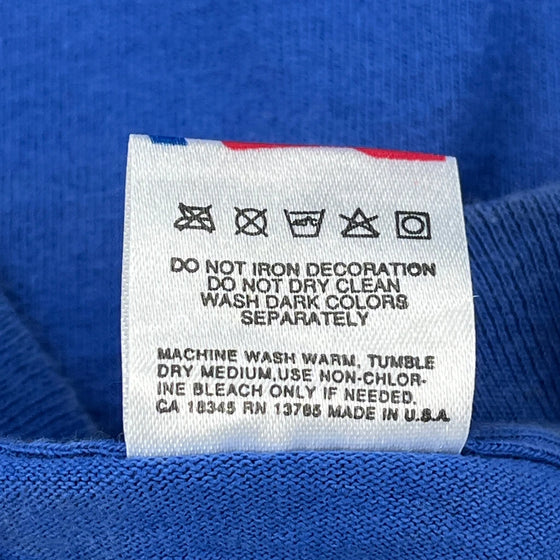 DO NOT IRON DECORATION
DO NOT DRY CLEAN
WASH DARK COLORS
SEPARATELY
MACHINE WASH WARM, TUMBLE
DRY MEDIUM,USE NON-CHLOR-
INE BLEACH ONLY IF NEEDED.
CA 18345 RN 13765 MADE IN U.S.A.